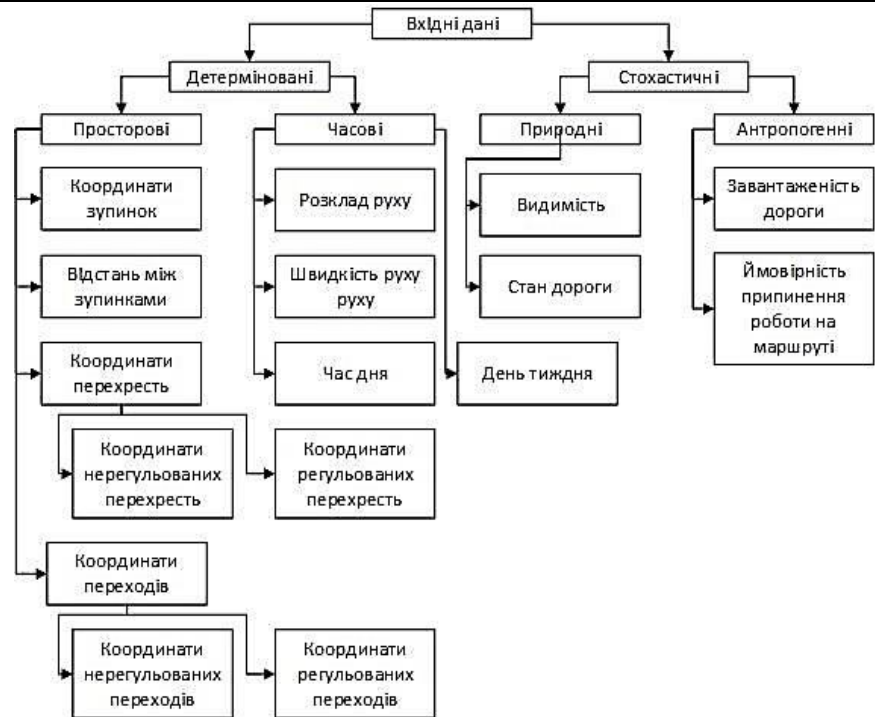 Вхідні дані
Детерміновані
Стохастичні
Просторові
Часові
Природні
Антропогенні
Координати
зупинок
Розклад руху
Видимість
Завантаженість
дороги
Відстань між
зупинками
Швидкість руху
руху
Стан дороги
Ймовірність
припинення
роботи на
маршруті
Координати
перехресть
Час дня
День тиждня
Координати
нерегульованих
перехресть
Координати
регульованих
перехресть
Координати
переходів
Координати
нерегульованих
переходів
Координати
регульованих
переходів